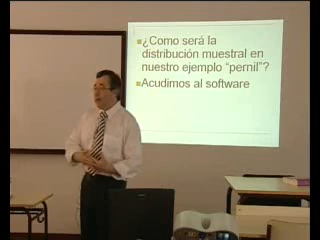 ¿Como será la
distribución muestral en
nuestro ejemplo “pernil”?
Acudimos al software